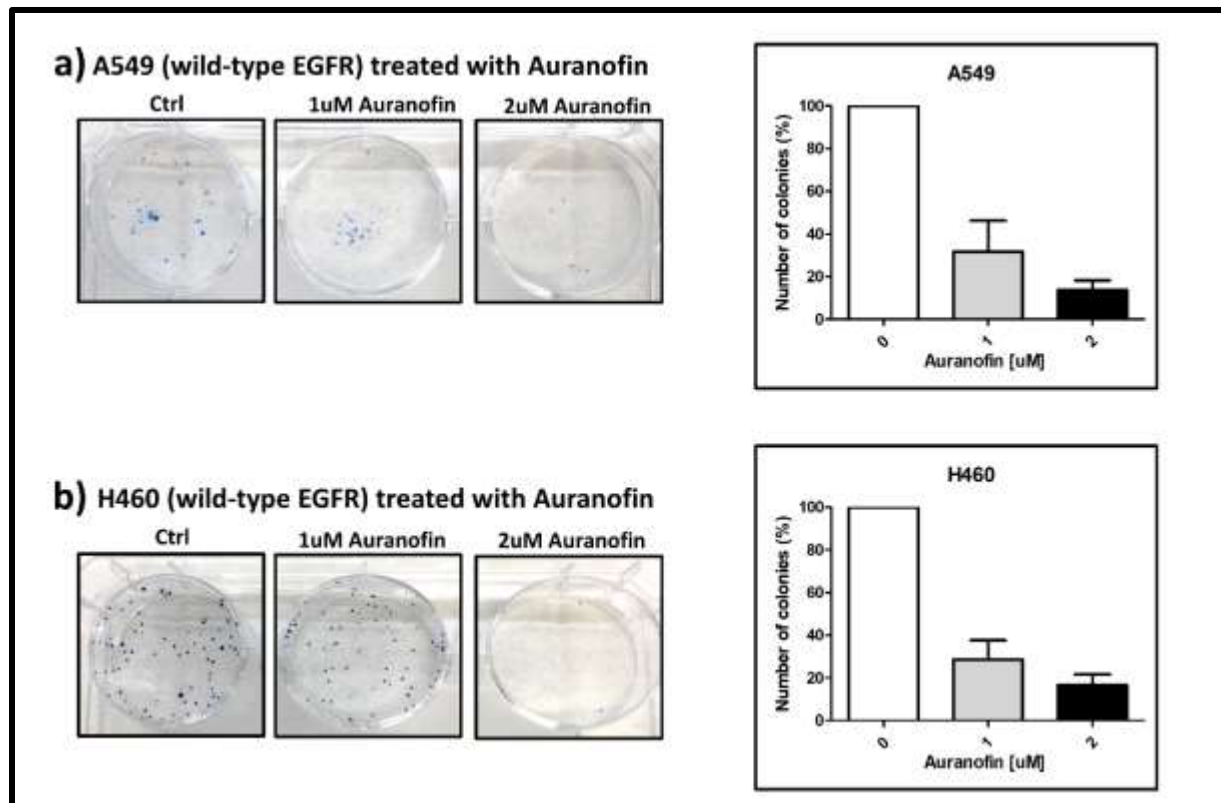 a) A549 (wild-type EGFR) treated with Auranofin
Ctrl 1uM Auranofin 2uM Auranofin
A549
Number of colonies (%)
100
80
60
40
20
0
0 1 2
Auranofin [uM]
b) H460 (wild-type EGFR) treated with Auranofin
Ctrl 1uM Auranofin 2uM Auranofin
H460
Number of colonies (%)
100
80
60
40
20
0
0 1 2
Auranofin [uM]